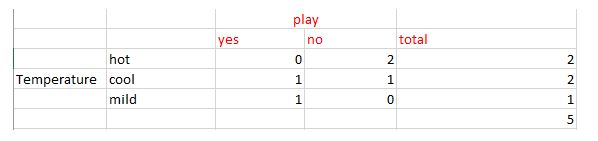 play
yes no total
hot 0 2 2
Temperature cool 1 1 2
mild 1 0 1
5